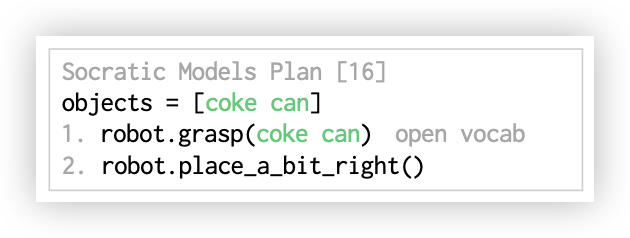 Socratic Models Plan [16]
objects = [coke can]
1. robot.grasp(coke can) open vocab
2. robot.place_a_bit_right()